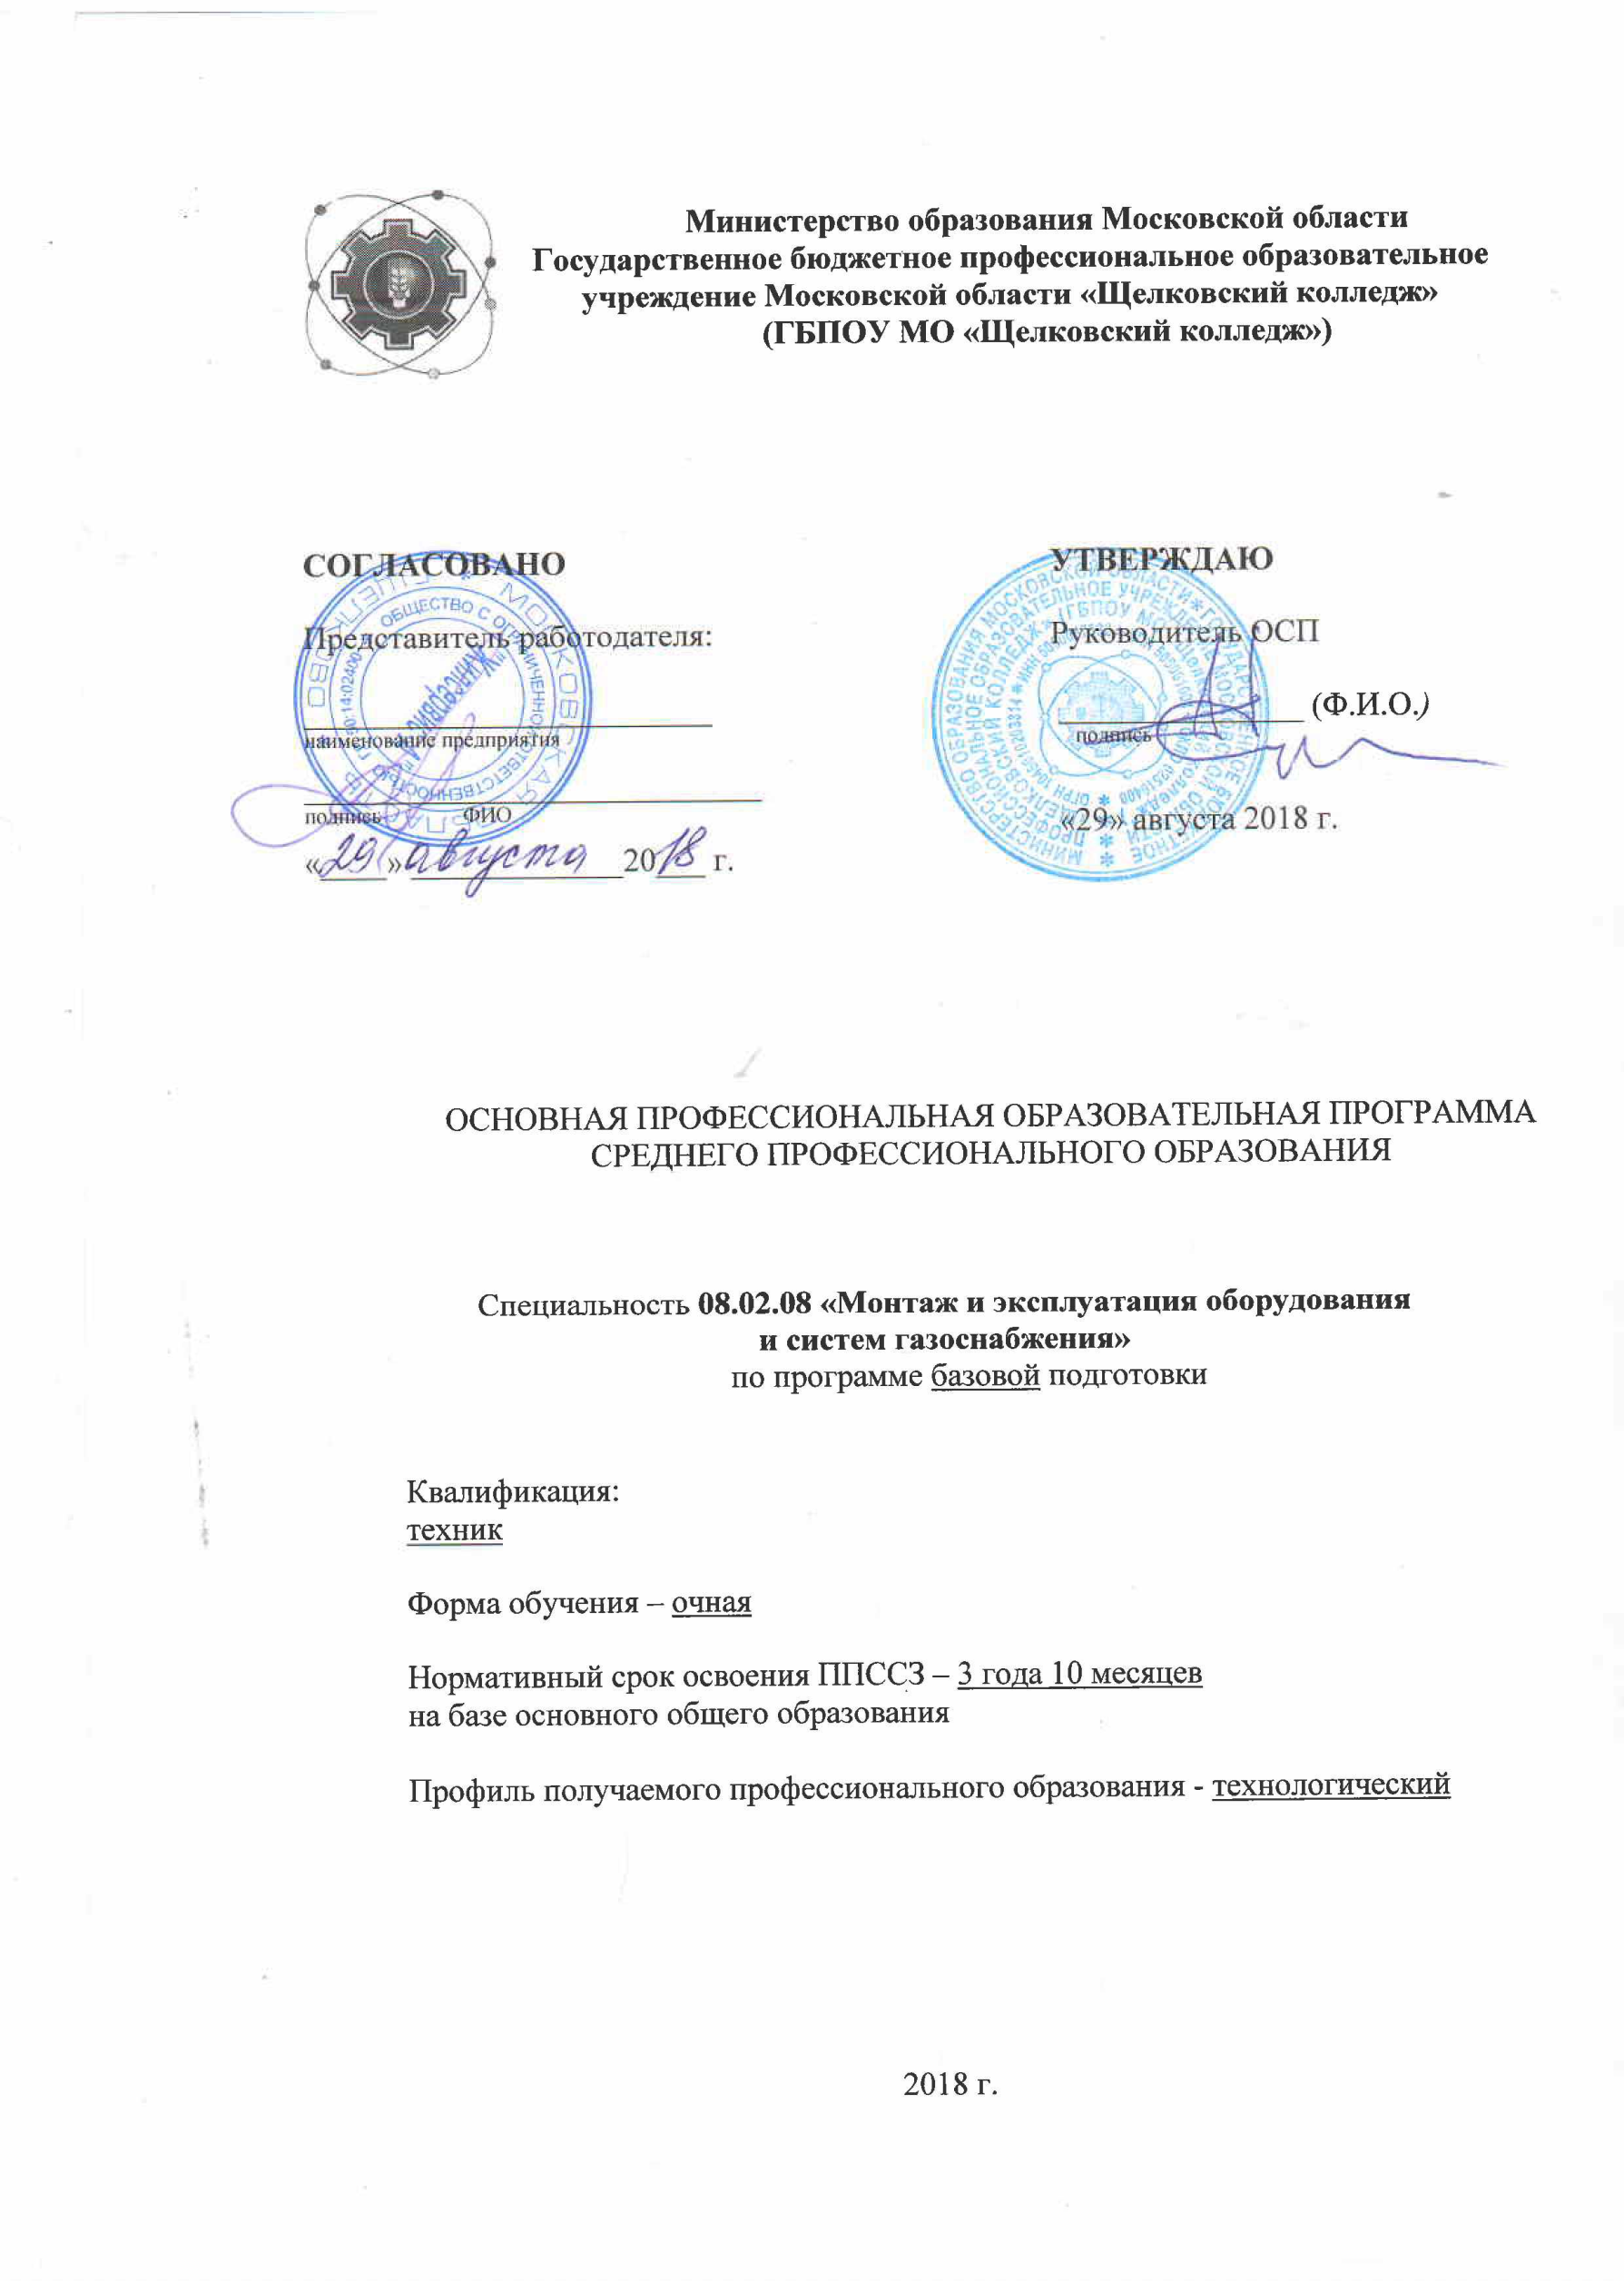 Министерство образования Московской области
Государственное бюджетное профессиональное образовательное
учреждение Московской области «Щелковский колледж»
(ГБПОУ МО «Щелковский колледж»)
СОГЛАСОВАНО
Представитель работодателя:
наименование предприятия
подпись ФИО
«29» августа 2018 г.
УТВЕРЖДАЮ
Руководитель ОСП
(Ф.И.О.)
подпись
«29» августа 2018 г.
ОСНОВНАЯ ПРОФЕССИОНАЛЬНАЯ ОБРАЗОВАТЕЛЬНАЯ ПРОГРАММА
СРЕДНЕГО ПРОФЕССИОНАЛЬНОГО ОБРАЗОВАНИЯ
Специальность 08.02.08 «Монтаж и эксплуатация оборудования
и систем газоснабжения»
по программе базовой подготовки
Квалификация:
техник
Форма обучения – очная
Нормативный срок освоения ППССЗ – 3 года 10 месяцев
на базе основного общего образования
Профиль получаемого профессионального образования - технологический
2018 г.